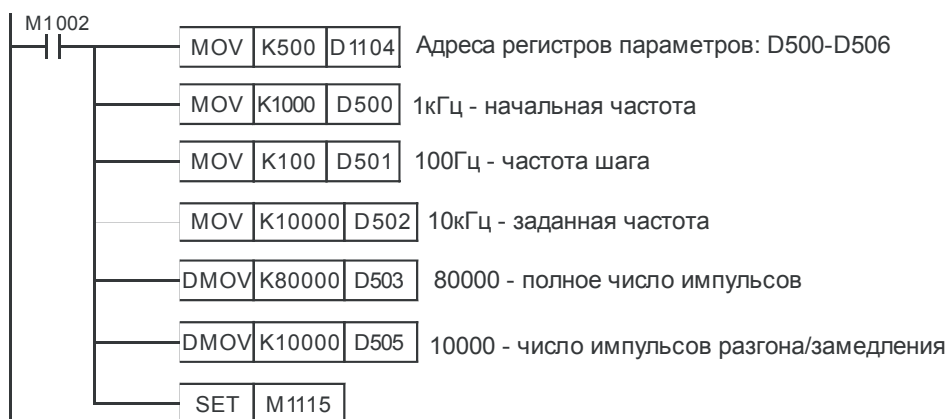 M1002
MOV K500 D1104 Адреса регистров параметров: D500-D506
MOV K1000 D500 1кГц - начальная частота
MOV K100 D501 100Гц - частота шага
MOV K10000 D502 10кГц - заданная частота
DMOV K80000 D503 80000 - полное число импульсов
DMOV K10000 D505 10000 - число импульсов разгона/замедления
SET M1115